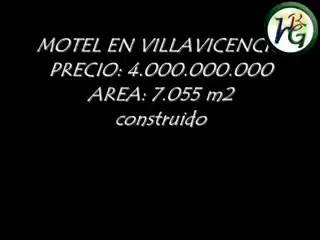 MOTEL EN VILLAVICENCI
PRECIO: 4.000.000.000
AREA: 7.055 m2
construido